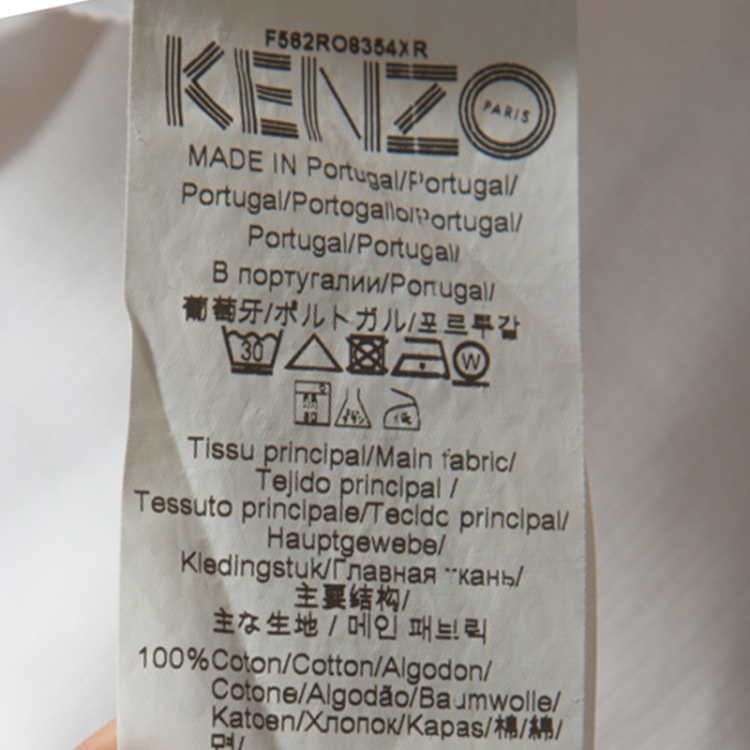 F562RO8354XR
KENZO
PARIS
MADE IN Portugal/Portugal/
Portugal/Portogallo/Portugal/
Portugal/Portugal/
В португалии/Portugal/
葡萄牙/ポルトガル/포르투갈
30 W
Tissu principal/Main fabric/
Tejido principal /
Tessuto principale/Tecido principal/
Hauptgewebe/
Kledingstuk/Главная ткань/
主要结构/
主な生地 / 메인 패브릭
100%Coton/Cotton/Algodon/
Cotone/Algodão/Baumwolle/
Katoen/Хлопок/Kapas/棉/綿/
면/